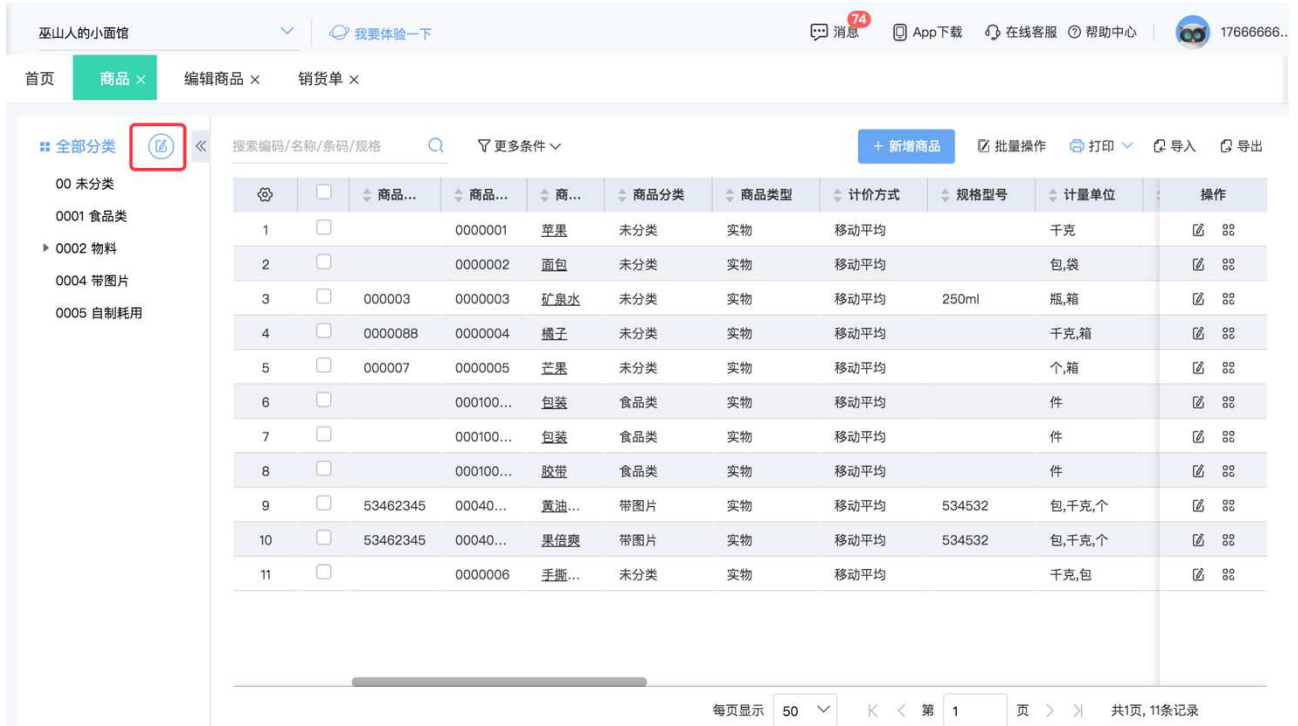 巫山人的小面馆 我要体验一下 消息 74 App下载 在线客服 帮助中心 17666666..
首页 商品 × 编辑商品 × 销货单 ×
全部分类 搜索编码/名称/条码/规格 更多条件 + 新增商品 批量操作 打印 导入 导出
00 未分类
0001 食品类
0002 物料
0004 带图片
0005 自制耗用
商品... 商品... 商... 商品分类 商品类型 计价方式 规格型号 计量单位 操作
1 0000001 苹果 未分类 实物 移动平均 千克
2 0000002 面包 未分类 实物 移动平均 包,袋
3 000003 0000003 矿泉水 未分类 实物 移动平均 250ml 瓶,箱
4 0000088 0000004 橘子 未分类 实物 移动平均 千克,箱
5 000007 0000005 芒果 未分类 实物 移动平均 个,箱
6 000100... 包装 食品类 实物 移动平均 件
7 000100... 包装 食品类 实物 移动平均 件
8 000100... 胶带 食品类 实物 移动平均 件
9 53462345 00040... 黄油... 带图片 实物 移动平均 534532 包,千克,个
10 53462345 00040... 果倍爽 带图片 实物 移动平均 534532 包,千克,个
11 0000006 手撕... 未分类 实物 移动平均 千克,包
每页显示 50 第 1 页 共1页, 11条记录